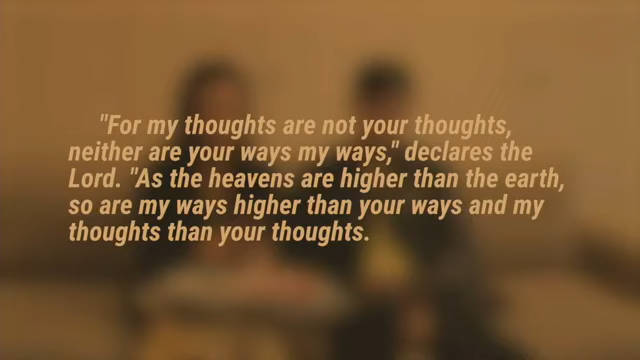 "For my thoughts are not your thoughts,
neither are your ways my ways," declares the
Lord. "As the heavens are higher than the earth,
so are my ways higher than your ways and my
thoughts than your thoughts.